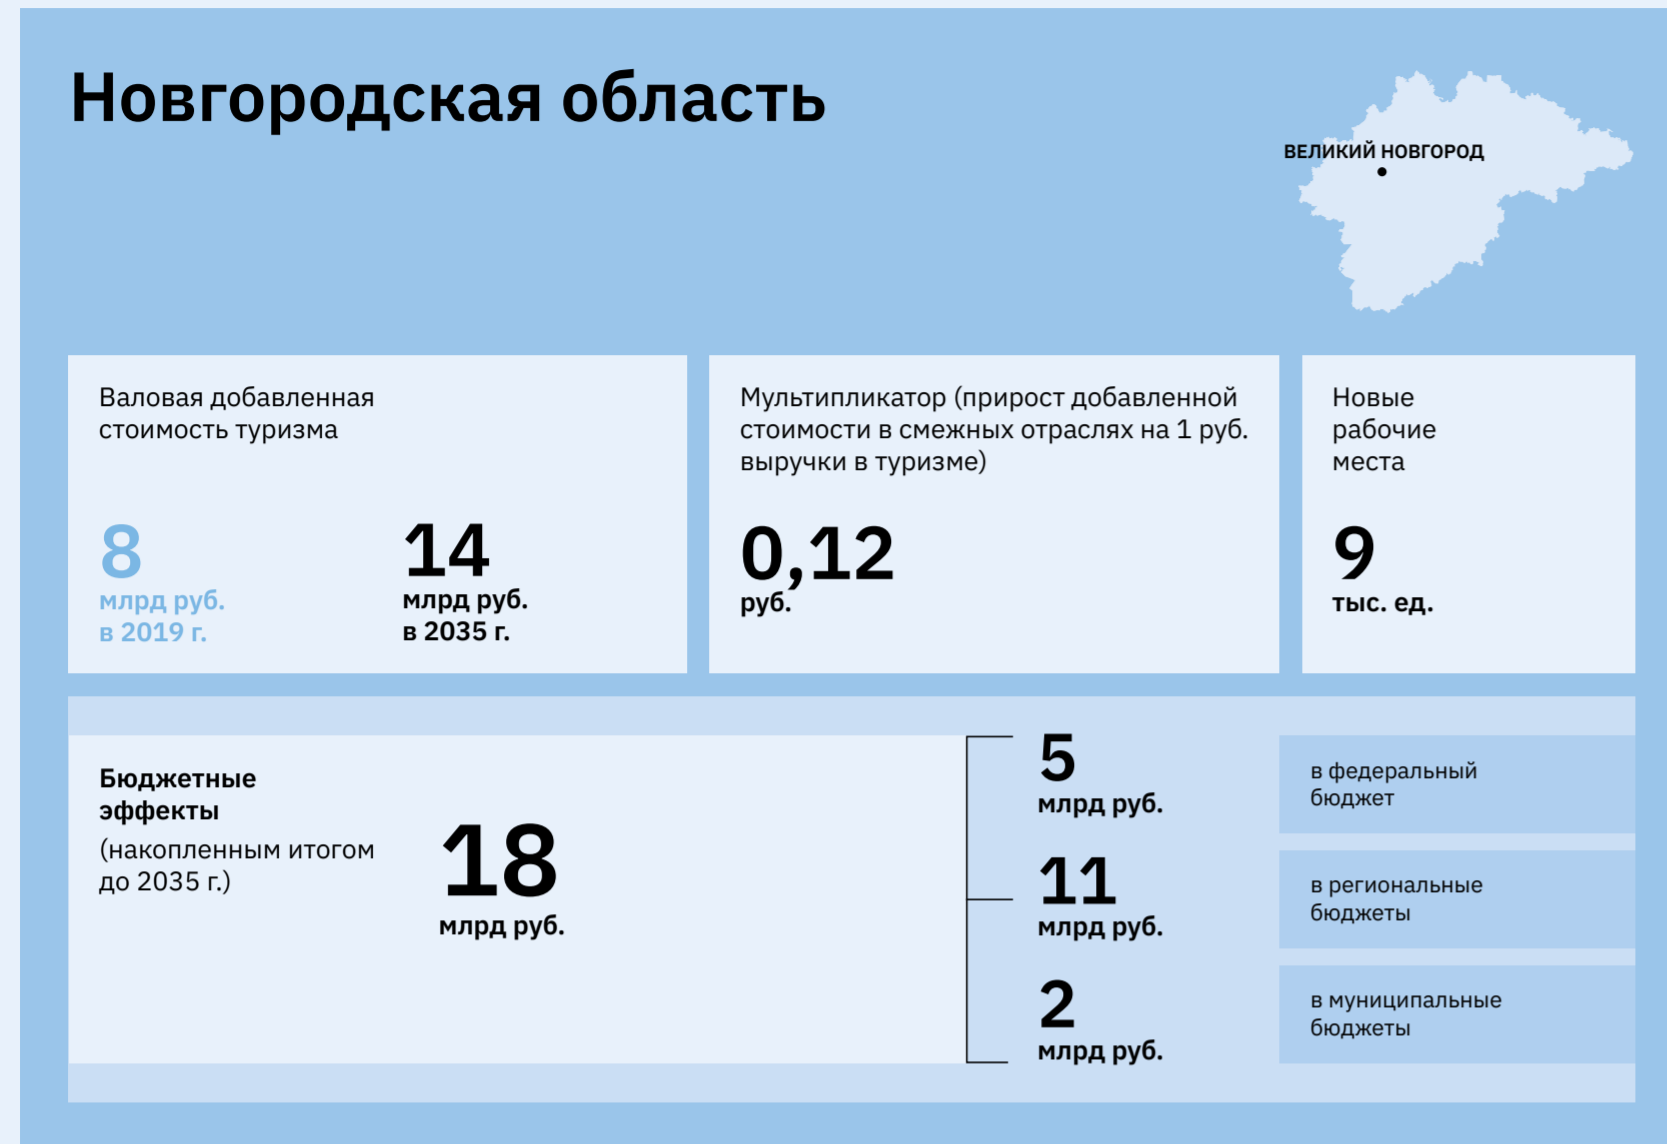 Новгородская область
ВЕЛИКИЙ НОВГОРОД
Валовая добавленная
стоимость туризма
8
млрд руб.
в 2019 г.
14
млрд руб.
в 2035 г.
Мультипликатор (прирост добавленной
стоимости в смежных отраслях на 1 руб.
выручки в туризме)
0,12
руб.
Новые
рабочие
места
9
тыс. ед.
Бюджетные
эффекты
(накопленным итогом
до 2035 г.)
18
млрд руб.
5
млрд руб.
в федеральный
бюджет
11
млрд руб.
в региональные
бюджеты
2
млрд руб.
в муниципальные
бюджеты